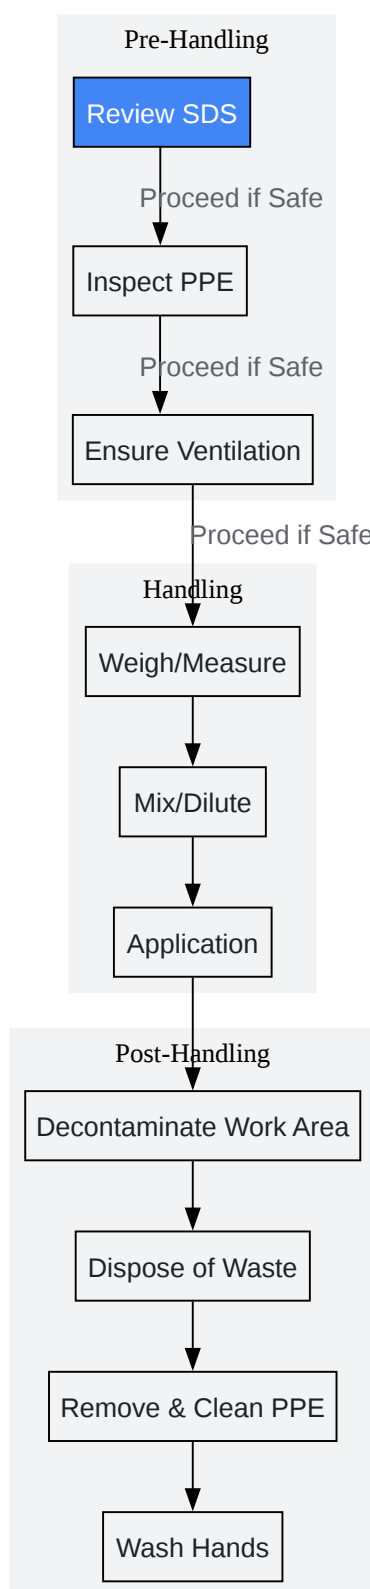 Pre-Handling
Review SDS
Proceed if Safe
Inspect PPE
Proceed if Safe
Ensure Ventilation
Proceed if Safe
Handling
Weigh/Measure
Mix/Dilute
Application
Post-Handling
Decontaminate Work Area
Dispose of Waste
Remove & Clean PPE
Wash Hands